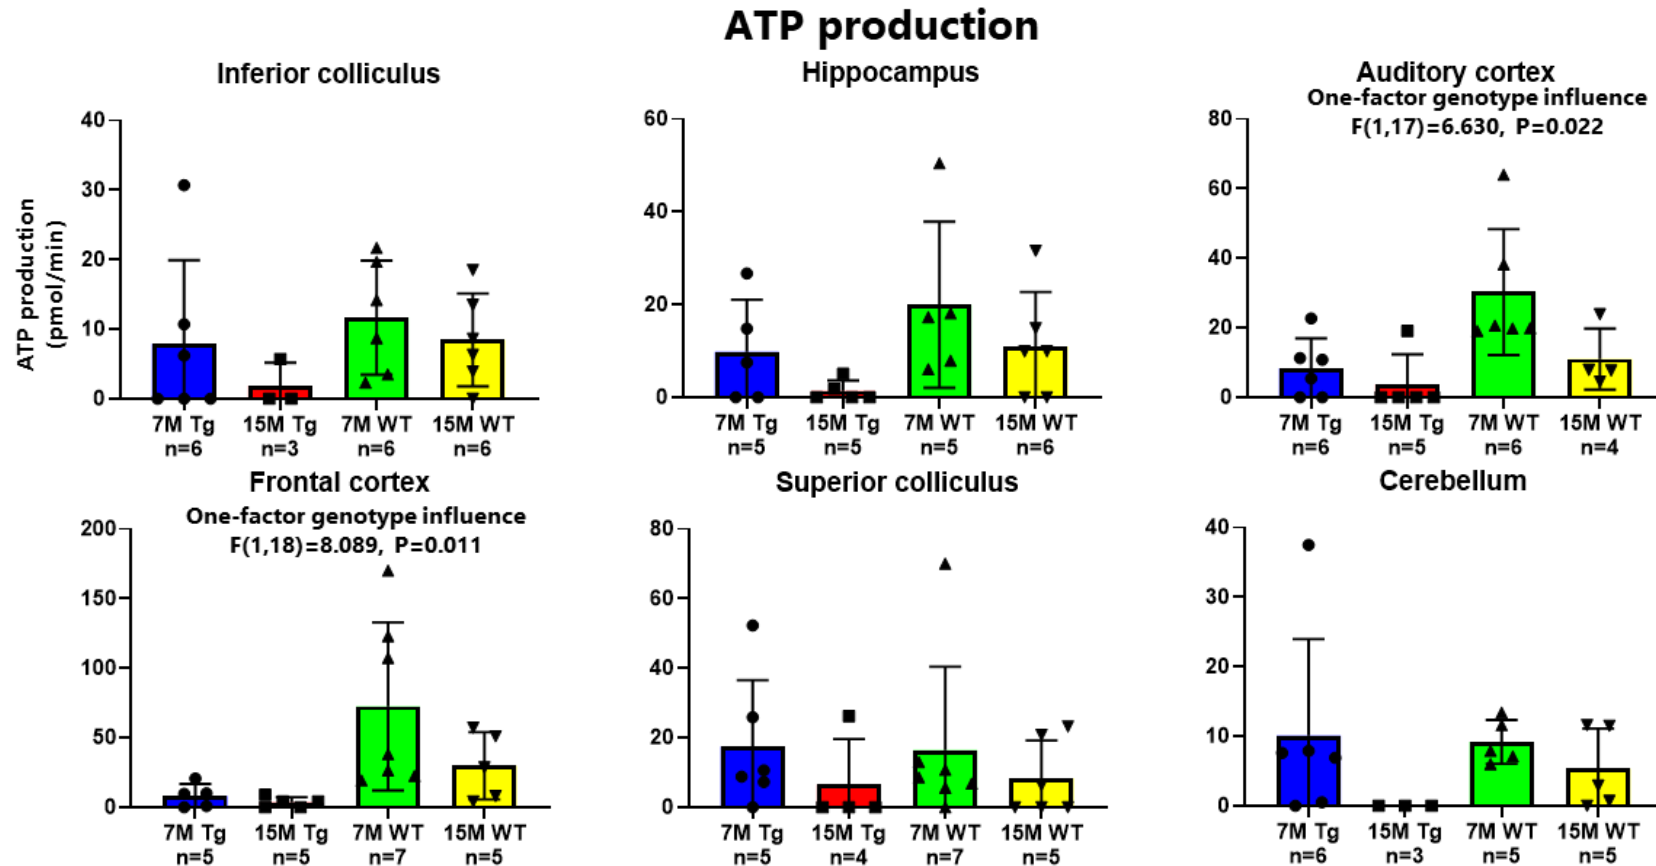 ATP production
Inferior colliculus
40
30
20
10
0
ATP production
(pmol/min)
7M Tg 15M Tg 7M WT 15M WT
n=6 n=3 n=6 n=6
Hippocampus
60
40
20
0
7M Tg 15M Tg 7M WT 15M WT
n=5 n=5 n=5 n=6
Auditory cortex
One-factor genotype influence
F(1,17)=6.630, P=0.022
80
60
40
20
0
7M Tg 15M Tg 7M WT 15M WT
n=6 n=5 n=6 n=4
Frontal cortex
One-factor genotype influence
F(1,18)=8.089, P=0.011
200
150
100
50
0
7M Tg 15M Tg 7M WT 15M WT
n=5 n=5 n=7 n=5
Superior colliculus
80
60
40
20
0
7M Tg 15M Tg 7M WT 15M WT
n=5 n=4 n=7 n=5
Cerebellum
40
30
20
10
0
7M Tg 15M Tg 7M WT 15M WT
n=6 n=3 n=5 n=5